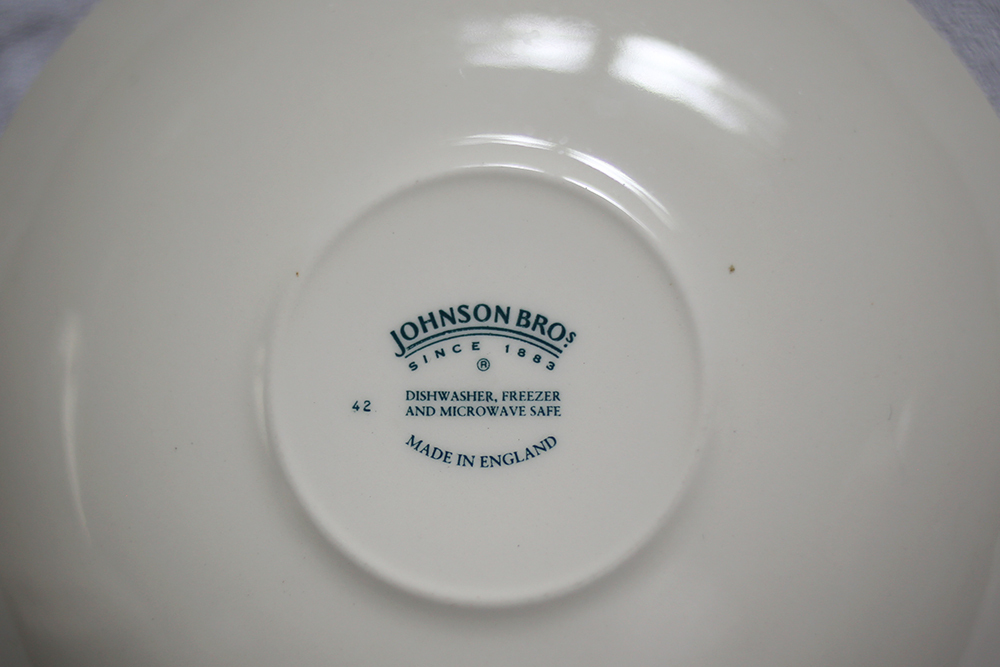 JOHNSON BROS
SINCE 1883
®
42
DISHWASHER, FREEZER
AND MICROWAVE SAFE
MADE IN ENGLAND